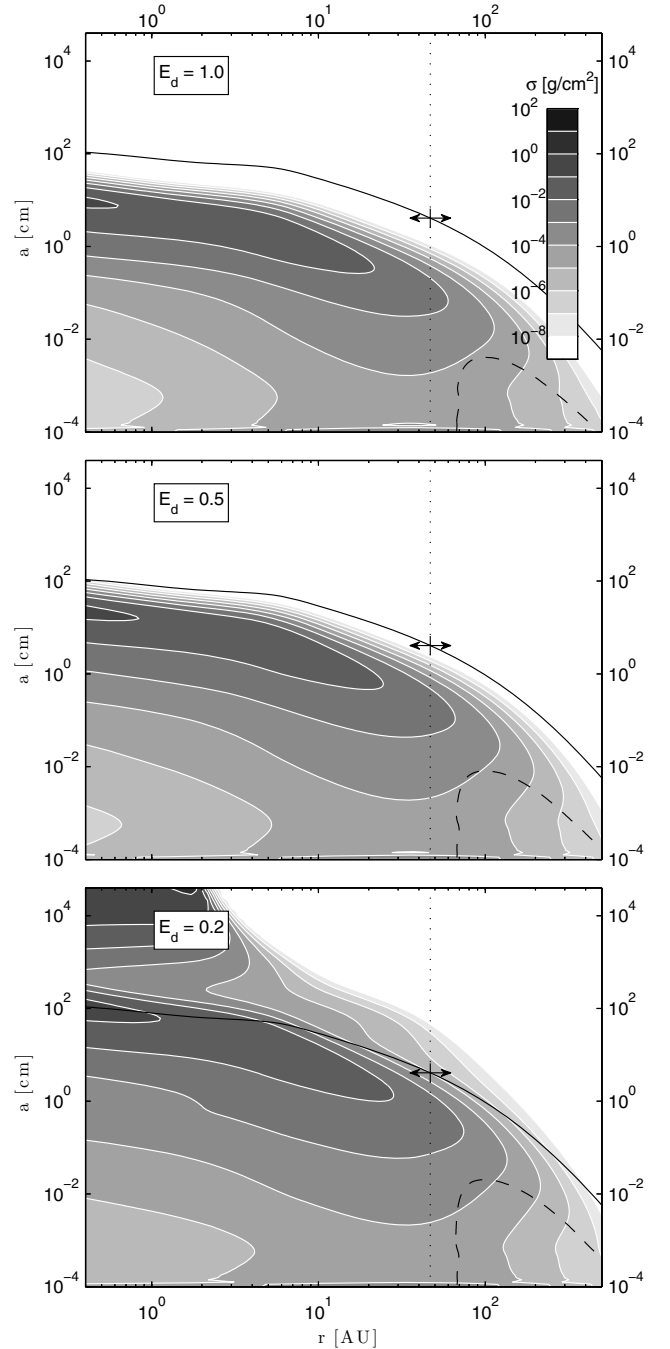 10^0 10^1 10^2
E_d = 1.0
σ [g/cm^2]
10^4 10^4
10^2 10^2 10^2
10^0
10^0 10^-2 10^0
10^-4
10^-2 10^-6 10^-2
10^-8
10^-4 10^-4
a [cm]
E_d = 0.5
10^4 10^4
10^2 10^2
10^0 10^0
10^-2 10^-2
10^-4 10^-4
a [cm]
E_d = 0.2
10^4 10^4
10^2 10^2
10^0 10^0
10^-2 10^-2
10^-4 10^-4
a [cm]
10^0 10^1 10^2
r [AU]